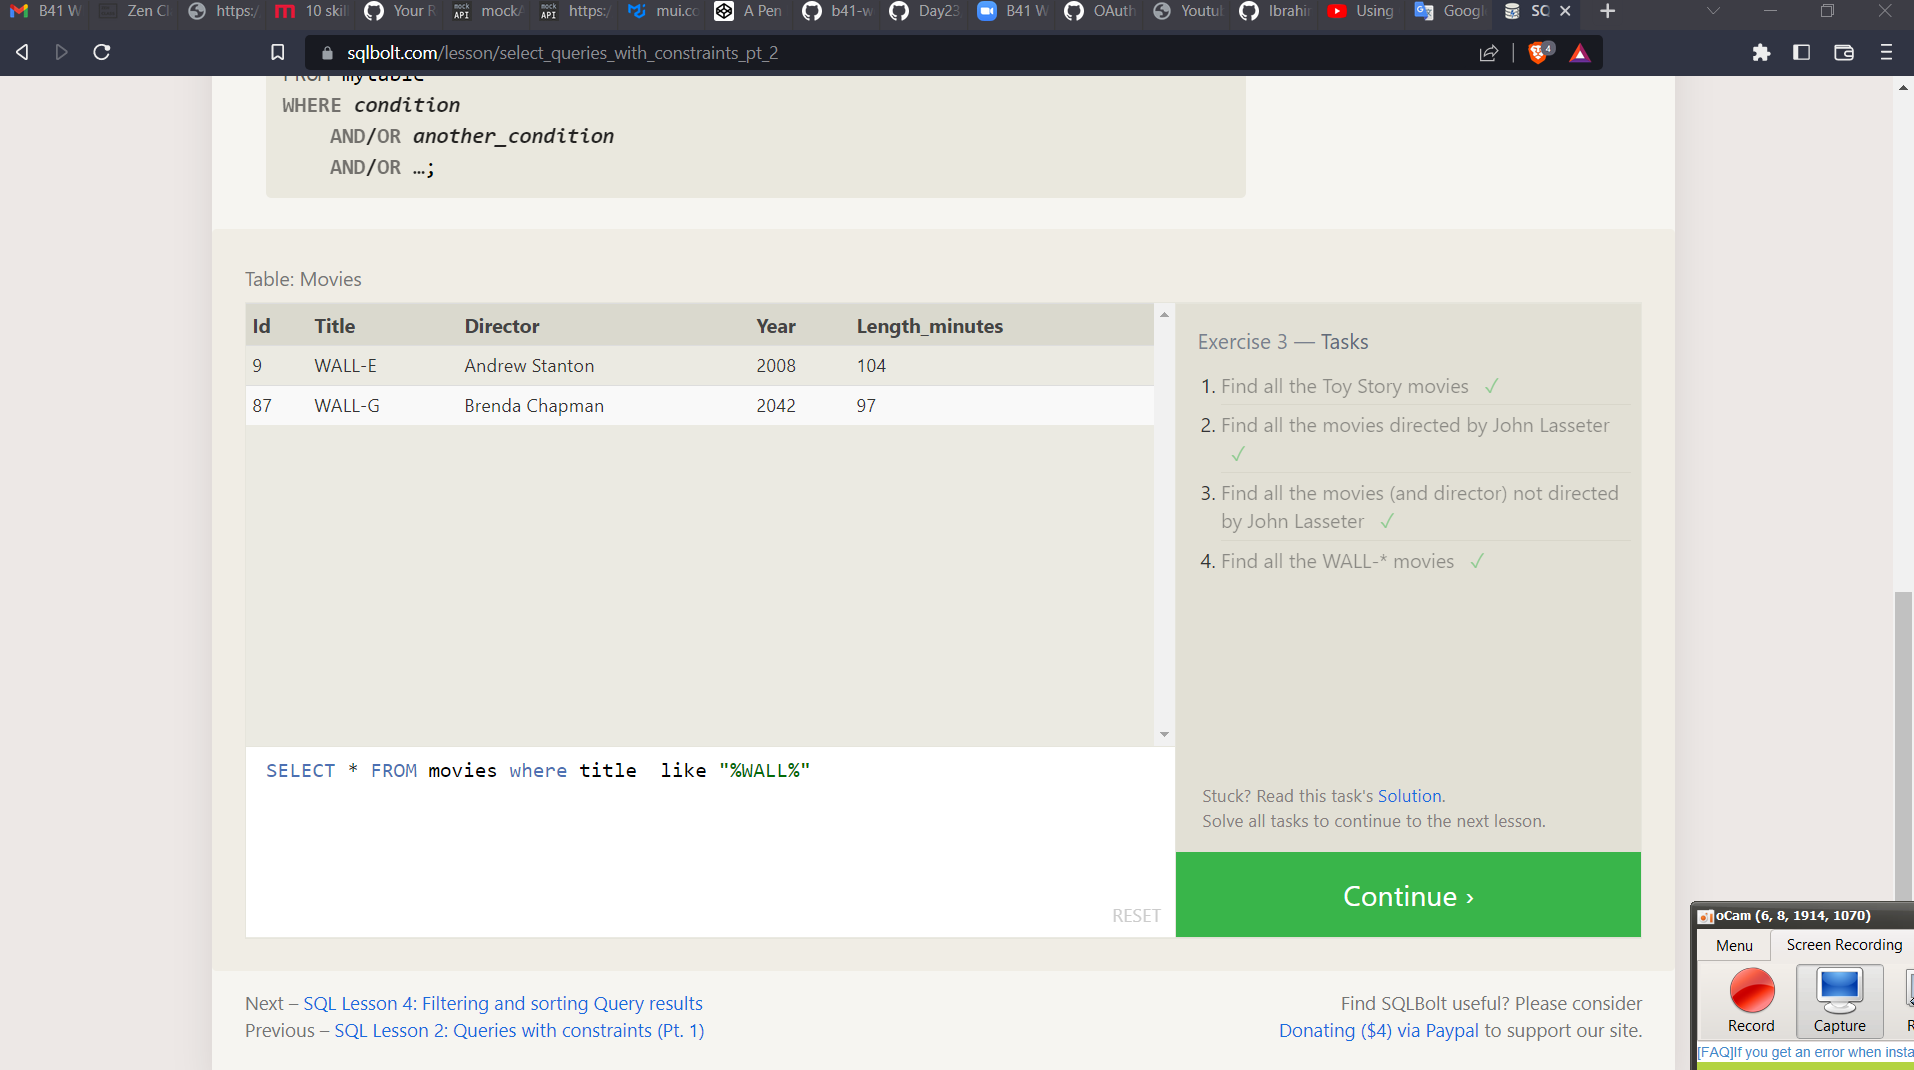 B41 W
Zen Cl
https:/
10 skill
Your R
mockA
https:/
mui.co
A Pen
b41-w
Day23
B41 W
OAuth
Youtu
Ibrahi
Using
Googl
SQ
sqlbolt.com/lesson/select_queries_with_constraints_pt_2
4
FROM mytable
WHERE condition
AND/OR another_condition
AND/OR …;
Table: Movies
Id Title Director Year Length_minutes
9 WALL-E Andrew Stanton 2008 104
87 WALL-G Brenda Chapman 2042 97
Exercise 3 — Tasks
1. Find all the Toy Story movies ✓
2. Find all the movies directed by John Lasseter
✓
3. Find all the movies (and director) not directed
by John Lasseter ✓
4. Find all the WALL-* movies ✓
SELECT * FROM movies where title  like "%WALL%"
RESET
Stuck? Read this task's Solution.
Solve all tasks to continue to the next lesson.
Continue ›
Next – SQL Lesson 4: Filtering and sorting Query results
Previous – SQL Lesson 2: Queries with constraints (Pt. 1)
Find SQLBolt useful? Please consider
Donating ($4) via Paypal to support our site.
oCam (6, 8, 1914, 1070)
Menu
Screen Recording
Record
Capture
R
[FAQ]If you get an error when insta